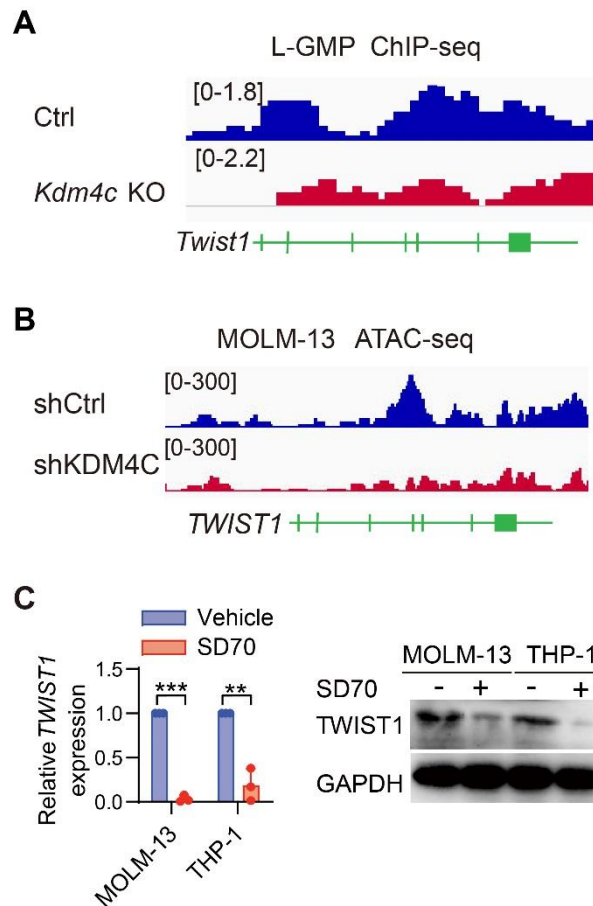 A
L-GMP ChIP-seq
[0-1.8]
Ctrl
[0-2.2]
Kdm4c KO
Twist1
B
MOLM-13 ATAC-seq
[0-300]
shCtrl
[0-300]
shKDM4C
TWIST1
C
Vehicle
SD70
Relative TWIST1
expression
1.5
1.0
0.5
0.0
*** **
MOLM-13
THP-1
MOLM-13 THP-1
SD70 - + - +
TWIST1
GAPDH